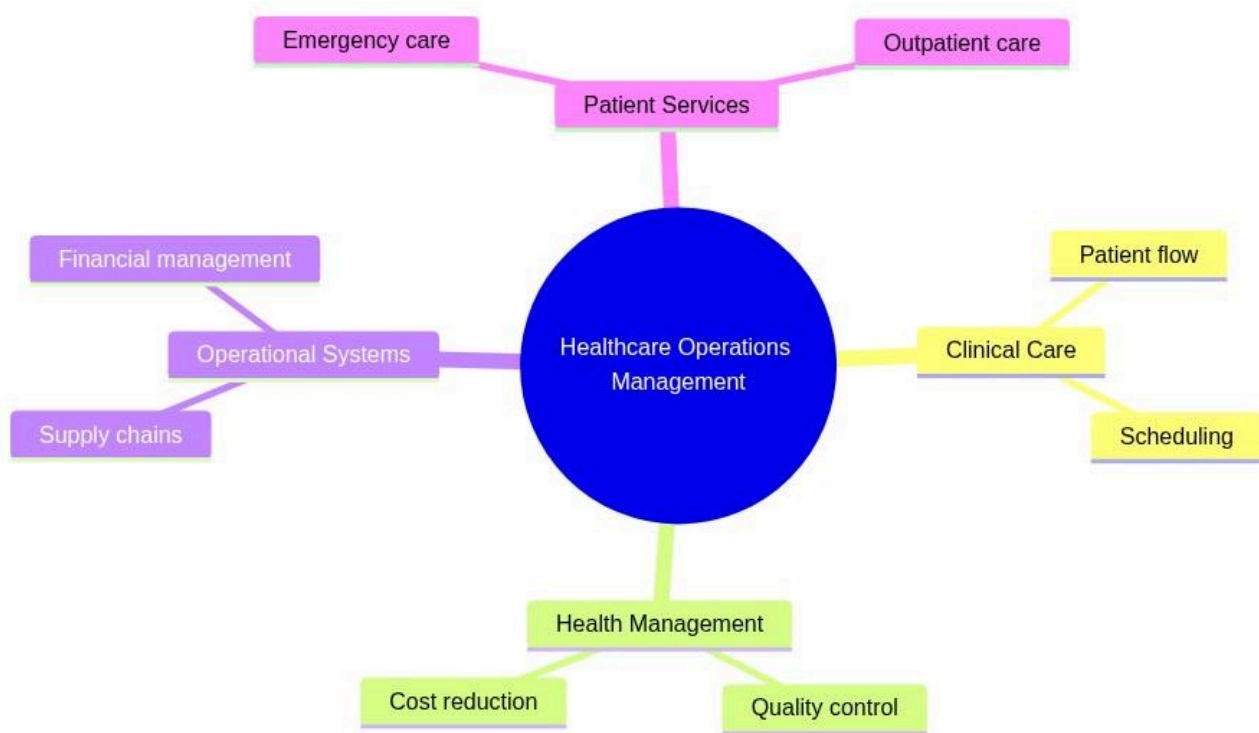 Emergency care
Outpatient care
Patient Services
Financial management
Patient flow
Operational Systems
Healthcare Operations
Management
Clinical Care
Supply chains
Scheduling
Health Management
Cost reduction
Quality control